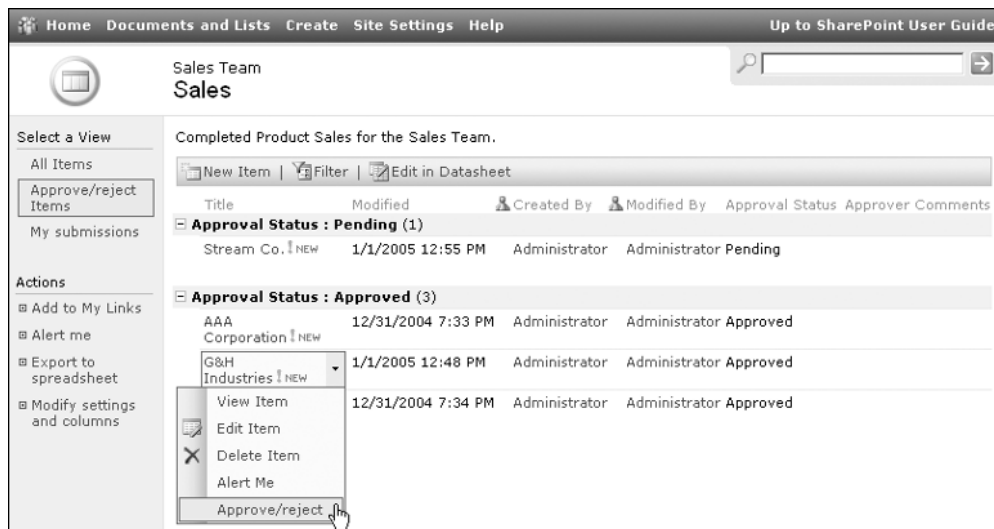 Home Documents and Lists Create Site Settings Help Up to SharePoint User Guide
Sales Team
Sales
Select a View
All Items
Approve/reject
Items
My submissions
Actions
Add to My Links
Alert me
Export to
spreadsheet
Modify settings
and columns
Completed Product Sales for the Sales Team.
New Item | Filter | Edit in Datasheet
Title Modified Created By Modified By Approval Status Approver Comments
Approval Status : Pending (1)
Stream Co. ! NEW 1/1/2005 12:55 PM Administrator Administrator Pending
Approval Status : Approved (3)
AAA
Corporation ! NEW 12/31/2004 7:33 PM Administrator Administrator Approved
G&H
Industries ! NEW 1/1/2005 12:48 PM Administrator Administrator Approved
12/31/2004 7:34 PM Administrator Administrator Approved
View Item
Edit Item
Delete Item
Alert Me
Approve/reject